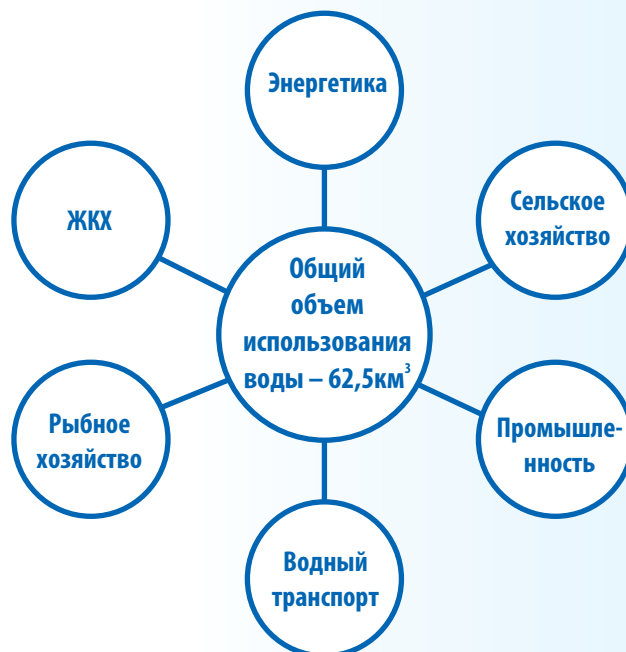 Энергетика
ЖКХ
Сельское
хозяйство
Общий
объем
использования
воды – 62,5км³
Рыбное
хозяйство
Промышле-
нность
Водный
транспорт